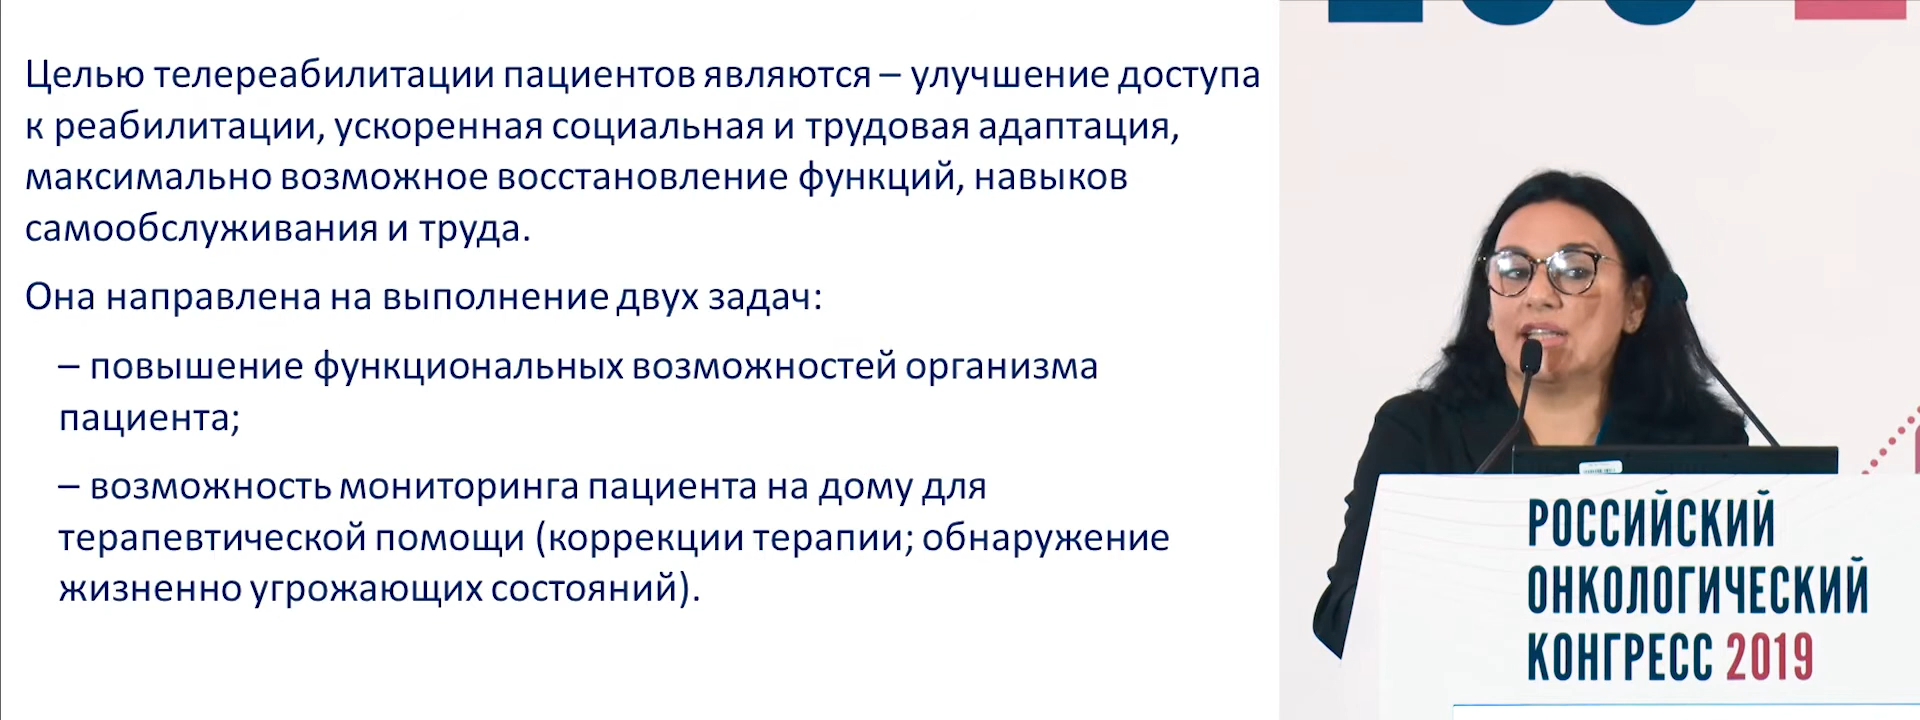 Целью телереабилитации пациентов являются – улучшение доступа
к реабилитации, ускоренная социальная и трудовая адаптация,
максимально возможное восстановление функций, навыков
самообслуживания и труда.
Она направлена на выполнение двух задач:
– повышение функциональных возможностей организма
пациента;
– возможность мониторинга пациента на дому для
терапевтической помощи (коррекции терапии; обнаружение
жизненно угрожающих состояний).
РОССИЙСКИЙ
ОНКОЛОГИЧЕСКИЙ
КОНГРЕСС 2019